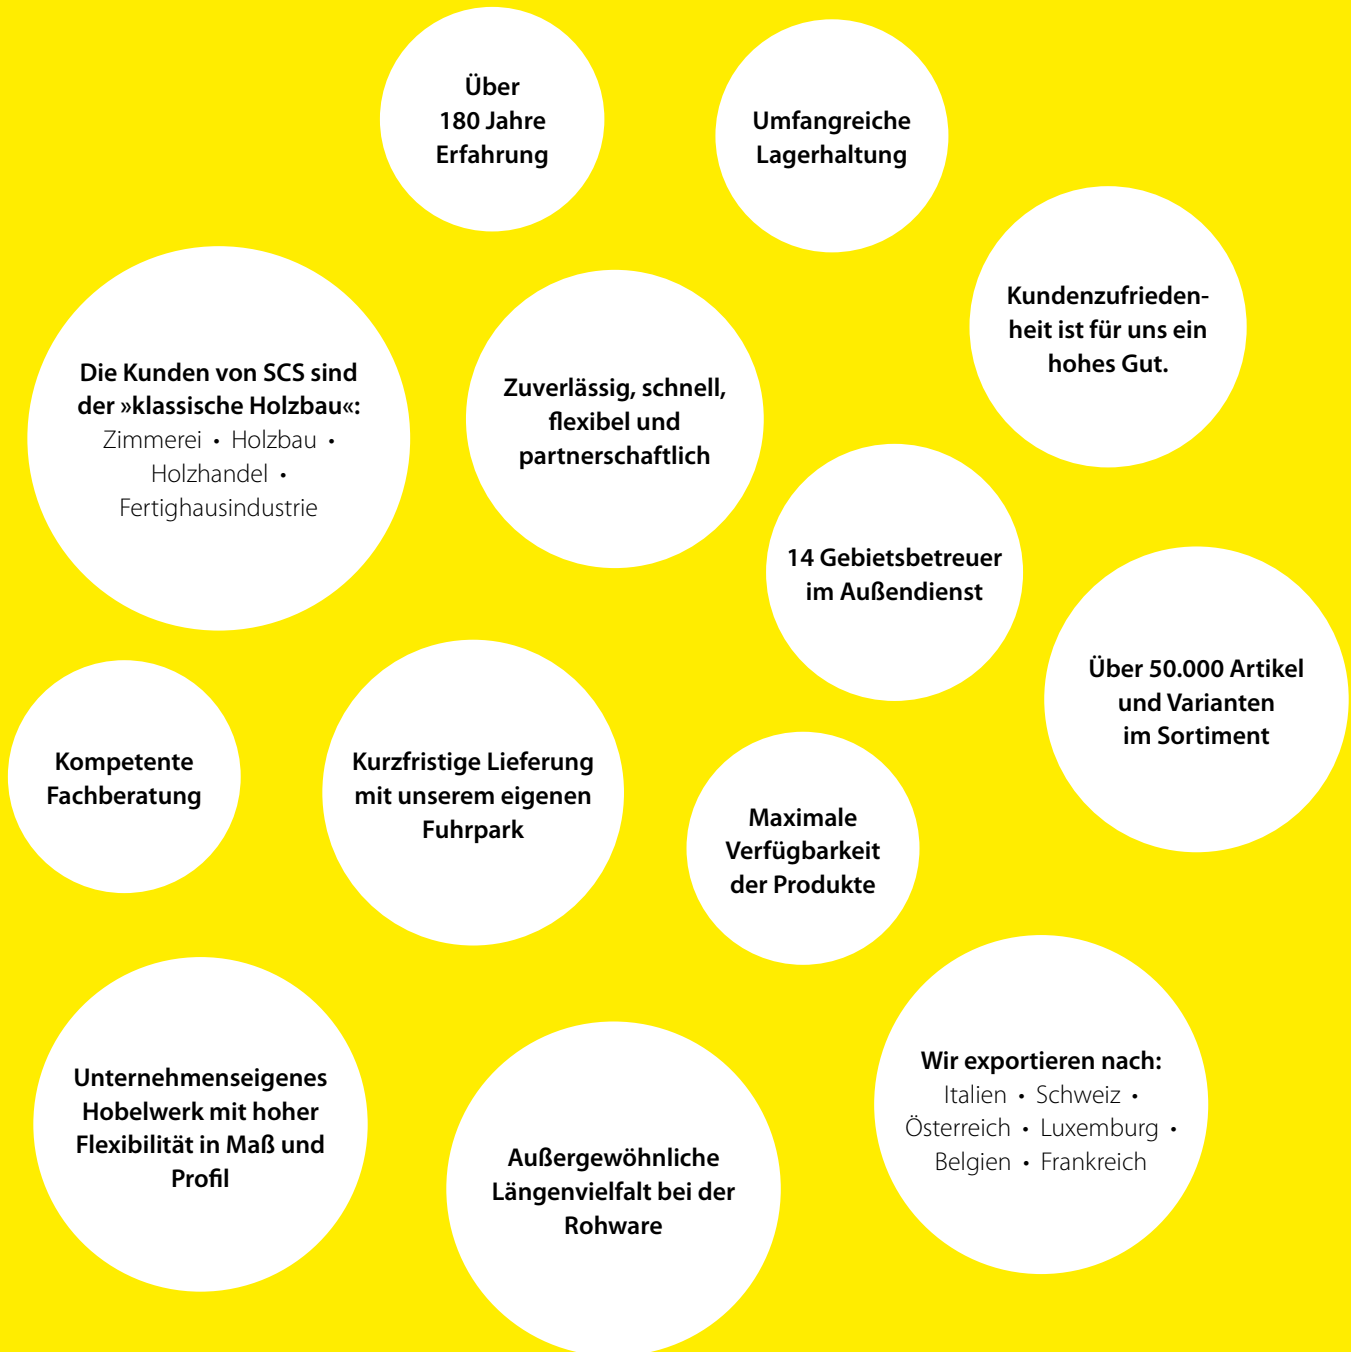 Über
180 Jahre
Erfahrung
Umfangreiche
Lagerhaltung
Kundenzufrieden-
heit ist für uns ein
hohes Gut.
Die Kunden von SCS sind
der »klassische Holzbau«:
Zimmerei • Holzbau •
Holzhandel •
Fertighausindustrie
Zuverlässig, schnell,
flexibel und
partnerschaftlich
14 Gebietsbetreuer
im Außendienst
Über 50.000 Artikel
und Varianten
im Sortiment
Kompetente
Fachberatung
Kurzfristige Lieferung
mit unserem eigenen
Fuhrpark
Maximale
Verfügbarkeit
der Produkte
Unternehmenseigenes
Hobelwerk mit hoher
Flexibilität in Maß und
Profil
Außergewöhnliche
Längenvielfalt bei der
Rohware
Wir exportieren nach:
Italien • Schweiz •
Österreich • Luxemburg •
Belgien • Frankreich